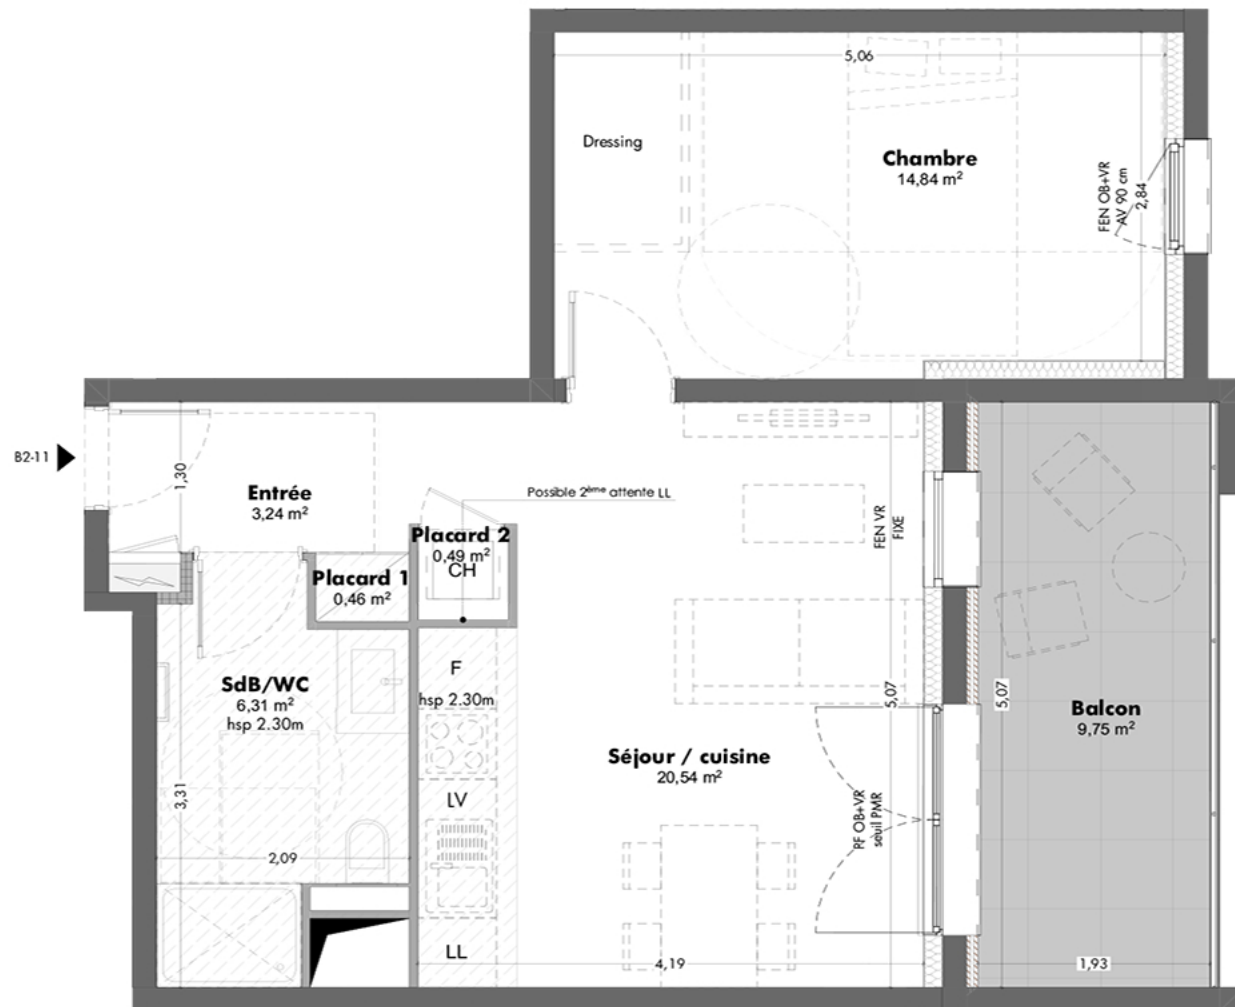 5,06
Dressing
Chambre
14,84 m²
FEN OB+VR
AV 90 cm
2,84
B2-11
1,30
Entrée
3,24 m²
Possible 2ème attente LL
Placard 2
0,49 m²
CH
FEN VR
FIXE
Placard 1
0,46 m²
F
hsp 2.30m
SdB/WC
6,31 m²
hsp 2.30m
5,07
5,07
Balcon
9,75 m²
Séjour / cuisine
20,54 m²
LV
3,31
PF OB+VR
seuil PMR
2,09
LL
4,19
1,93